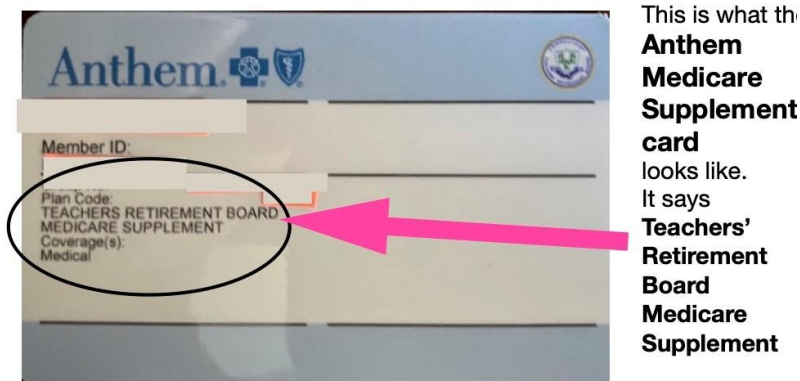 Anthem.
Member ID:
Plan Code:
TEACHERS RETIREMENT BOARD
MEDICARE SUPPLEMENT
Coverage(s):
Medical
This is what the
Anthem
Medicare
Supplement
card
looks like.
It says
Teachers’
Retirement
Board
Medicare
Supplement